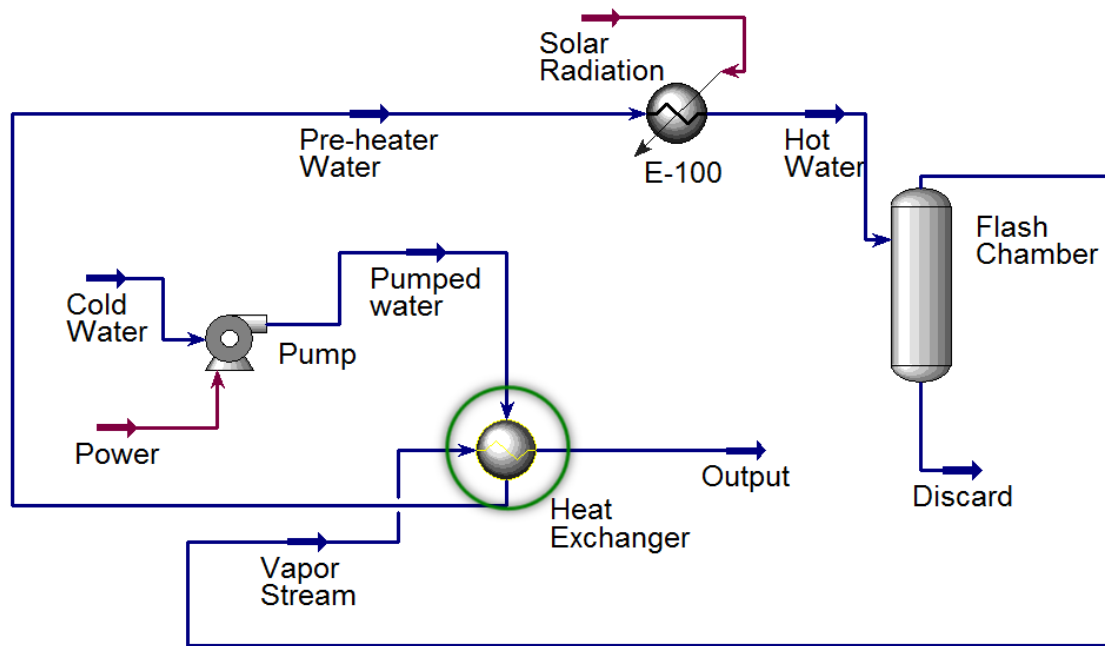 Solar
Radiation
Pre-heater
Water
E-100
Hot
Water
Flash
Chamber
Cold
Water
Pumped
water
Pump
Power
Heat
Exchanger
Output
Discard
Vapor
Stream